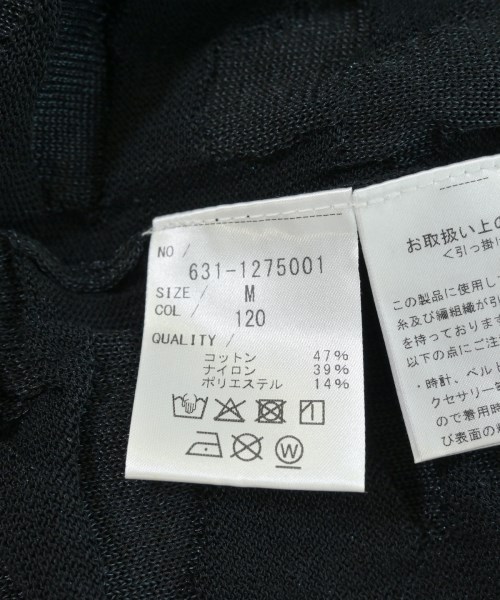 NO /
631-1275001
SIZE / M
COL / 120
QUALITY /
コットン 47%
ナイロン 39%
ポリエステル 14%
W
お取扱い上の
＜引っ掛け
この製品に使用し
糸及び編組織が引
を持っております
以下の点にご注
・時計、ベル
クセサリー等
ので着用時
び表面の